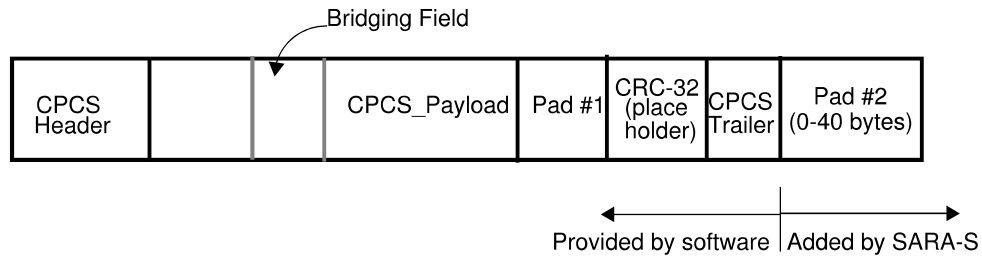 Bridging Field
CPCS
Header
CPCS_Payload
Pad #1
CRC-32
(place
holder)
CPCS
Trailer
Pad #2
(0-40 bytes)
Provided by software
Added by SARA-S